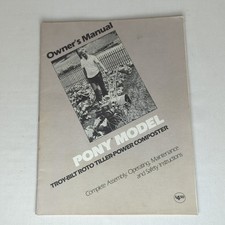 Owner's Manual
PONY MODEL
TROY-BILT ROTO TILLER-POWER COMPOSTER
Complete Assembly, Operating, Maintenance
and Safety Instructions